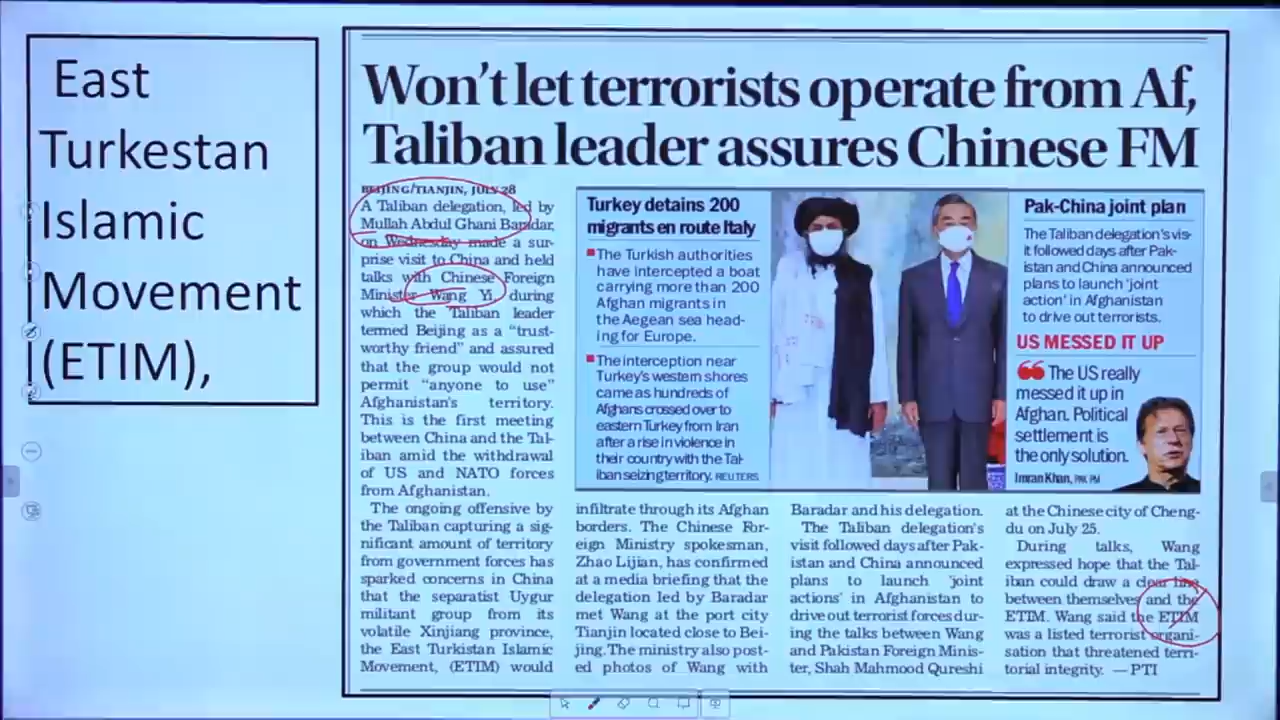 East
Turkestan
Islamic
Movement
(ETIM),
Won't let terrorists operate from Af,
Taliban leader assures Chinese FM
BEIJING/TIANJIN, JULY 28
A Taliban delegation, led by
Mullah Abdul Ghani Baradar,
on Wednesday made a sur-
prise visit to China and held
talks with Chinese Foreign
Minister Wang Yi, during
which the Taliban leader
termed Beijing as a "trust-
worthy friend" and assured
that the group would not
permit "anyone to use"
Afghanistan's territory.
This is the first meeting
between China and the Tal-
iban amid the withdrawal
of US and NATO forces
from Afghanistan.
The ongoing offensive by
the Taliban capturing a sig-
nificant amount of territory
from government forces has
sparked concerns in China
that the separatist Uygur
militant group from its
volatile Xinjiang province,
the East Turkistan Islamic
Movement, (ETIM) would
Turkey detains 200
migrants en route Italy
The Turkish authorities
have intercepted a boat
carrying more than 200
Afghan migrants in
the Aegean sea head-
ing for Europe.
The interception near
Turkey's western shores
came as hundreds of
Afghans crossed over to
eastern Turkey from Iran
after a rise in violence in
their country with the Tal-
iban seizing territory. REUTERS
Pak-China joint plan
The Taliban delegation's vis-
it followed days after Pak-
istan and China announced
plans to launch 'joint
action' in Afghanistan
to drive out terrorists.
US MESSED IT UP
The US really
messed it up in
Afghan. Political
settlement is
the only solution.
Imran Khan, PAK PM
infiltrate through its Afghan
borders. The Chinese For-
eign Ministry spokesman,
Zhao Lijian, has confirmed
at a media briefing that the
delegation led by Baradar
met Wang at the port city
Tianjin located close to Bei-
jing. The ministry also post-
ed photos of Wang with
Baradar and his delegation.
The Taliban delegation's
visit followed days after Pak-
istan and China announced
plans to launch 'joint
actions' in Afghanistan to
drive out terrorist forces dur-
ing the talks between Wang
and Pakistan Foreign Minis-
ter, Shah Mahmood Qureshi
at the Chinese city of Cheng-
du on July 25.
During talks, Wang
expressed hope that the Tal-
iban could draw a clear line
between themselves and the
ETIM. Wang said the ETIM
was a listed terrorist organi-
sation that threatened terri-
torial integrity. — PTI